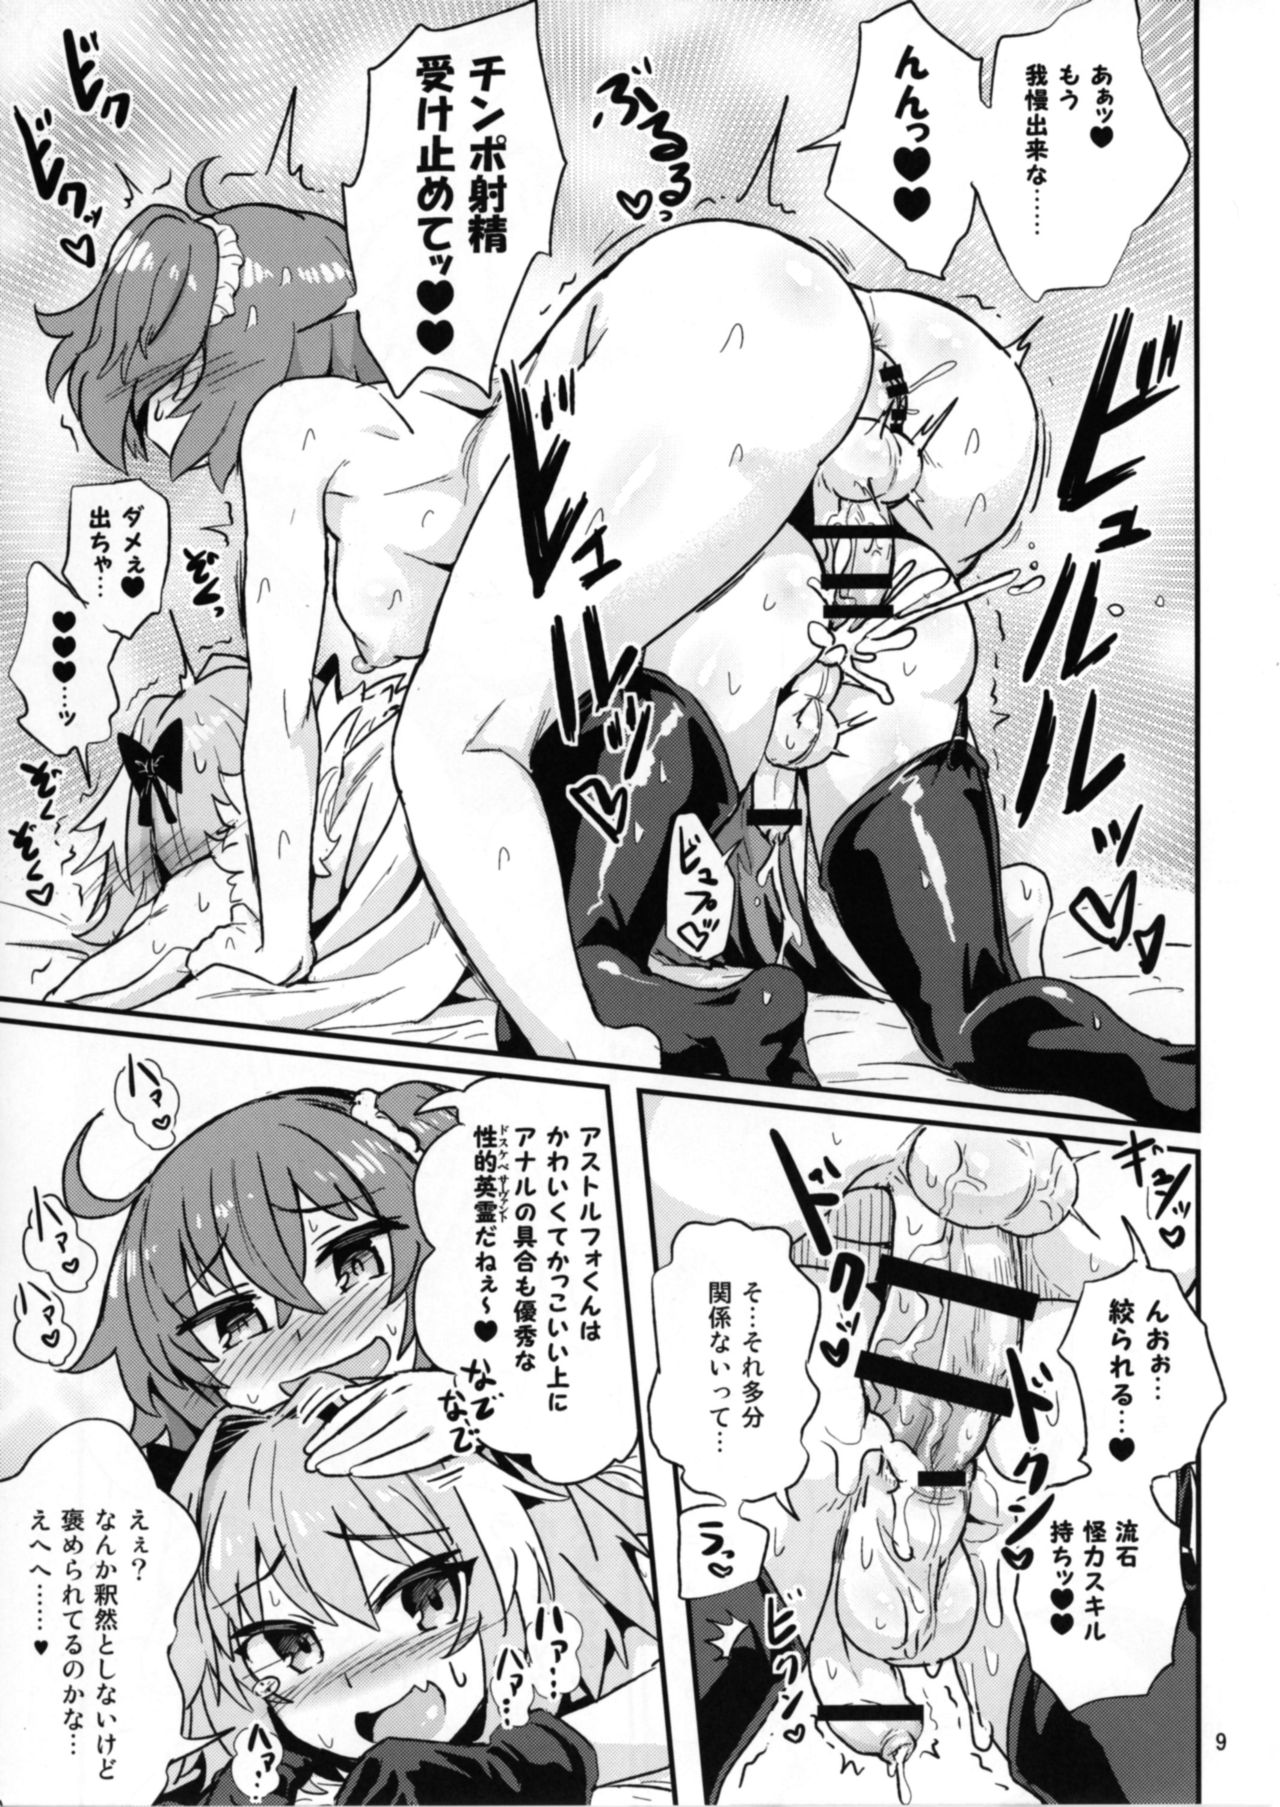 あぁッ♥
もう
我慢出来な……
んんっ♥♥
チンポ射精
受け止めてッ♥♥
ぶるるるっ♡
ドビク
ドビクッ♡
ダメぇ♥
出ちゃ…
♥♥♥…ッ
ぞくぞくっ
ぞくぞく♡
ビュルルルッ♡
ビュルルルルッ♡
ビュプッ
んおぉ…
絞られる…♥
流石
怪力スキル
持ちッ♥♥
そ…それ多分
関係ないって…
うっ♡
ドクンッ♡
ビクンッ♡
アストルフォくんは
かわいくてかっこいい上に
アナルの具合も優秀な
性的英霊だねぇ～♥
ドスケベサーヴァント
なでなで
ハァ♡
ハァ♡
ハァ…
ハァ…
ハァ♡
えぇ?
なんか釈然としないけど
褒められてるのかな…
えへへ……♥
9